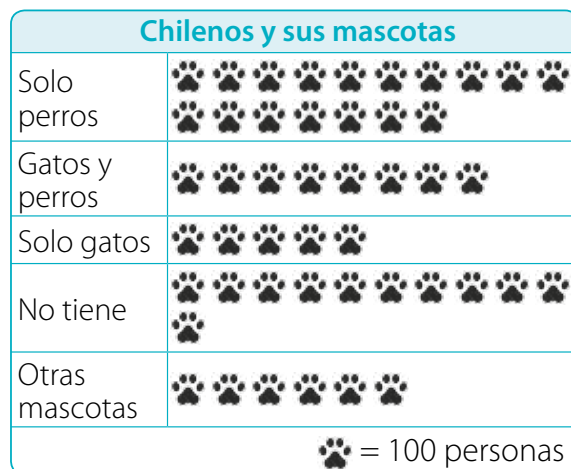 Chilenos y sus mascotas
Solo
perros
Gatos y
perros
Solo gatos
No tiene
Otras
mascotas
= 100 personas